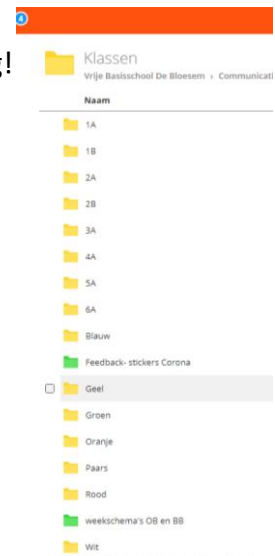 4
g!
Klassen
Vrije Basisschool De Bloesem › Communicati
Naam
1A
1B
2A
2B
3A
4A
5A
6A
Blauw
Feedback- stickers Corona
Geel
Groen
Oranje
Paars
Rood
weekschema's OB en BB
Wit